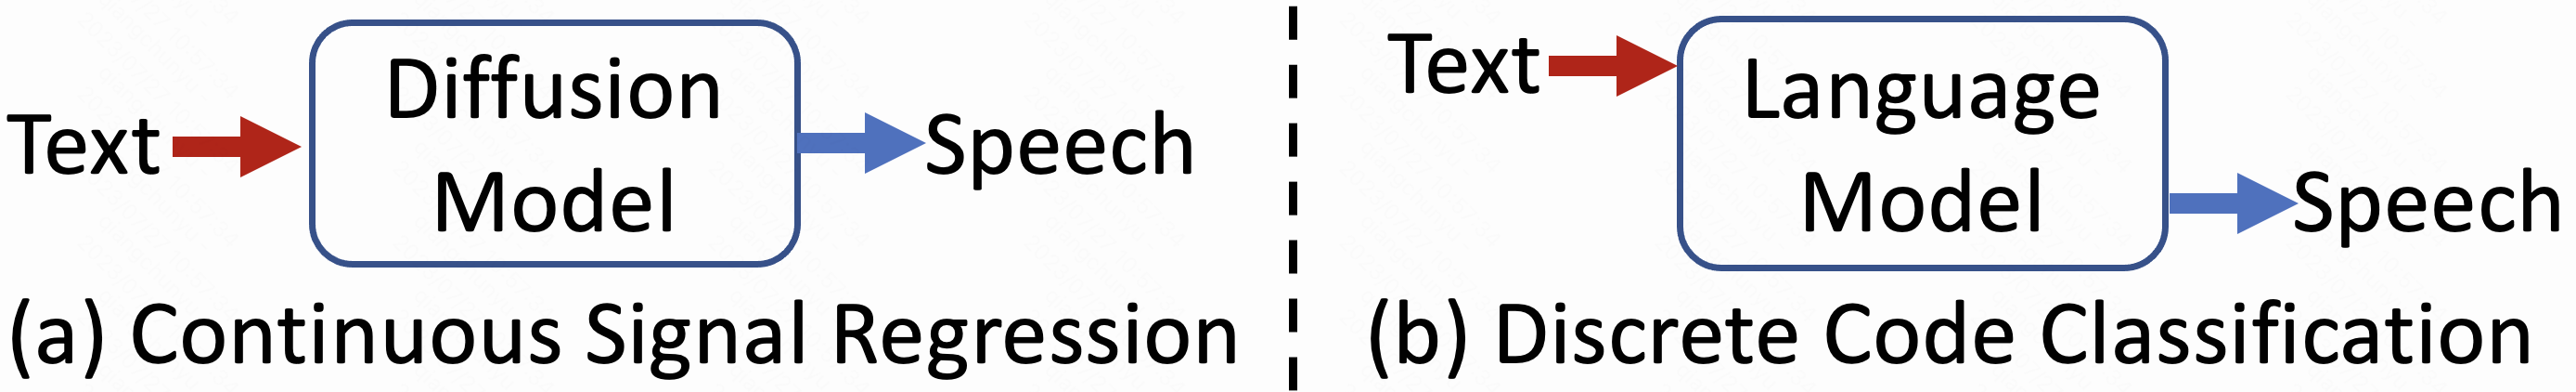 Text
Diffusion
Model
Speech
(a) Continuous Signal Regression
Text
Language
Model
Speech
(b) Discrete Code Classification